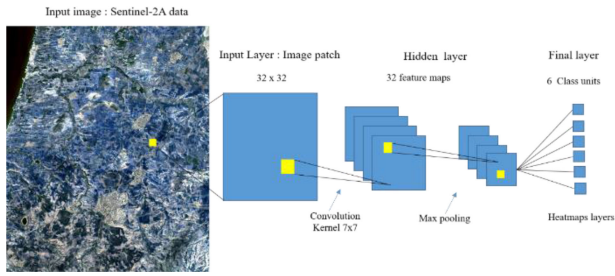 Input image : Sentinel-2A data
Input Layer : Image patch
32 x 32
Hidden layer
32 feature maps
Final layer
6 Class units
Convolution
Kernel 7x7
Max pooling
Heatmaps layers